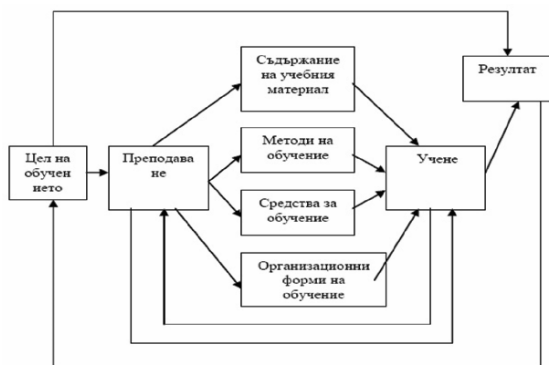 Съдържание
на учебния
материал
Резултат
Цел на
обучен
ието
Преподава
не
Методи на
обучение
Учене
Средства за
обучение
Организационни
форми на
обучение